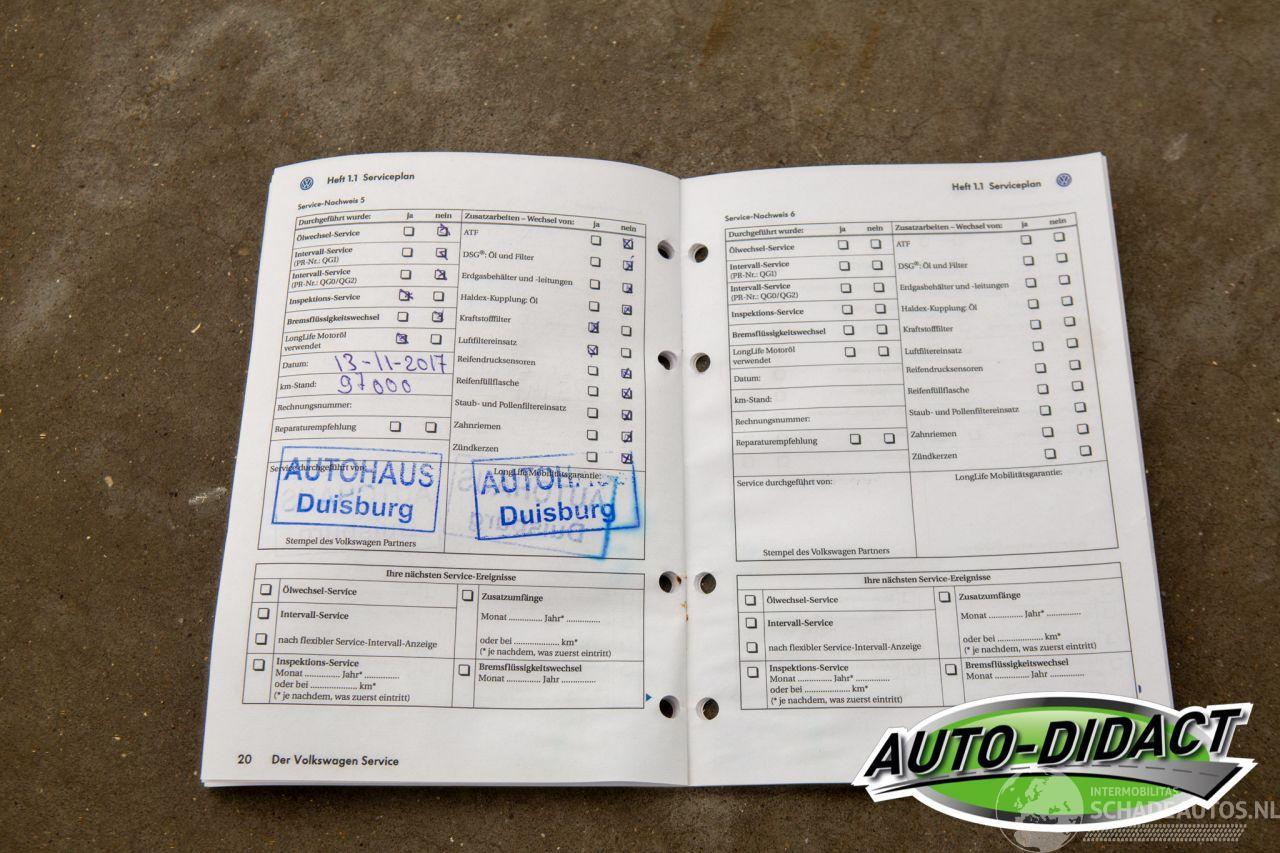 Heft 1.1 Serviceplan
Service-Nachweis 5
Durchgeführt wurde: ja nein
Ölwechsel-Service
Intervall-Service
(PR-Nr.: QG1)
Intervall-Service
(PR-Nr.: QG0/QG2)
Inspektions-Service
Bremsflüssigkeitswechsel
LongLife Motoröl
verwendet
Datum: 13-11-2017
km-Stand: 97000
Rechnungsnummer:
Reparaturempfehlung
Zusatzarbeiten – Wechsel von: ja nein
ATF
DSG®: Öl und Filter
Erdgasbehälter und -leitungen
Haldex-Kupplung: Öl
Kraftstofffilter
Luftfiltereinsatz
Reifendrucksensoren
Reifenfüllflasche
Staub- und Pollenfiltereinsatz
Zahnriemen
Zündkerzen
Service durchgeführt von:
AUTOHAUS
Duisburg
Stempel des Volkswagen Partners
LongLife Mobilitätsgarantie:
Duisburg
Ihre nächsten Service-Ereignisse
Ölwechsel-Service
Intervall-Service
nach flexibler Service-Intervall-Anzeige
Inspektions-Service
Monat .............. Jahr* ..............
oder bei .................... km*
(* je nachdem, was zuerst eintritt)
Zusatzumfänge
Monat .............. Jahr* ..............
oder bei .................... km*
(* je nachdem, was zuerst eintritt)
Bremsflüssigkeitswechsel
Monat .............. Jahr ..............
20 Der Volkswagen Service
Heft 1.1 Serviceplan
Service-Nachweis 6
Durchgeführt wurde: ja nein
Ölwechsel-Service
Intervall-Service
(PR-Nr.: QG1)
Intervall-Service
(PR-Nr.: QG0/QG2)
Inspektions-Service
Bremsflüssigkeitswechsel
LongLife Motoröl
verwendet
Datum:
km-Stand:
Rechnungsnummer:
Reparaturempfehlung
Zusatzarbeiten – Wechsel von: ja nein
ATF
DSG®: Öl und Filter
Erdgasbehälter und -leitungen
Haldex-Kupplung: Öl
Kraftstofffilter
Luftfiltereinsatz
Reifendrucksensoren
Reifenfüllflasche
Staub- und Pollenfiltereinsatz
Zahnriemen
Zündkerzen
Service durchgeführt von:
Stempel des Volkswagen Partners
LongLife Mobilitätsgarantie:
Ihre nächsten Service-Ereignisse
Ölwechsel-Service
Intervall-Service
nach flexibler Service-Intervall-Anzeige
Inspektions-Service
Monat .............. Jahr* ..............
oder bei .................... km*
(* je nachdem, was zuerst eintritt)
Zusatzumfänge
Monat .............. Jahr* ..............
oder bei .................... km*
(* je nachdem, was zuerst eintritt)
Bremsflüssigkeitswechsel
Monat .............. Jahr ..............
AUTO-DIDACT
INTERMOBILITAS
SCHADEAUTOS.NL